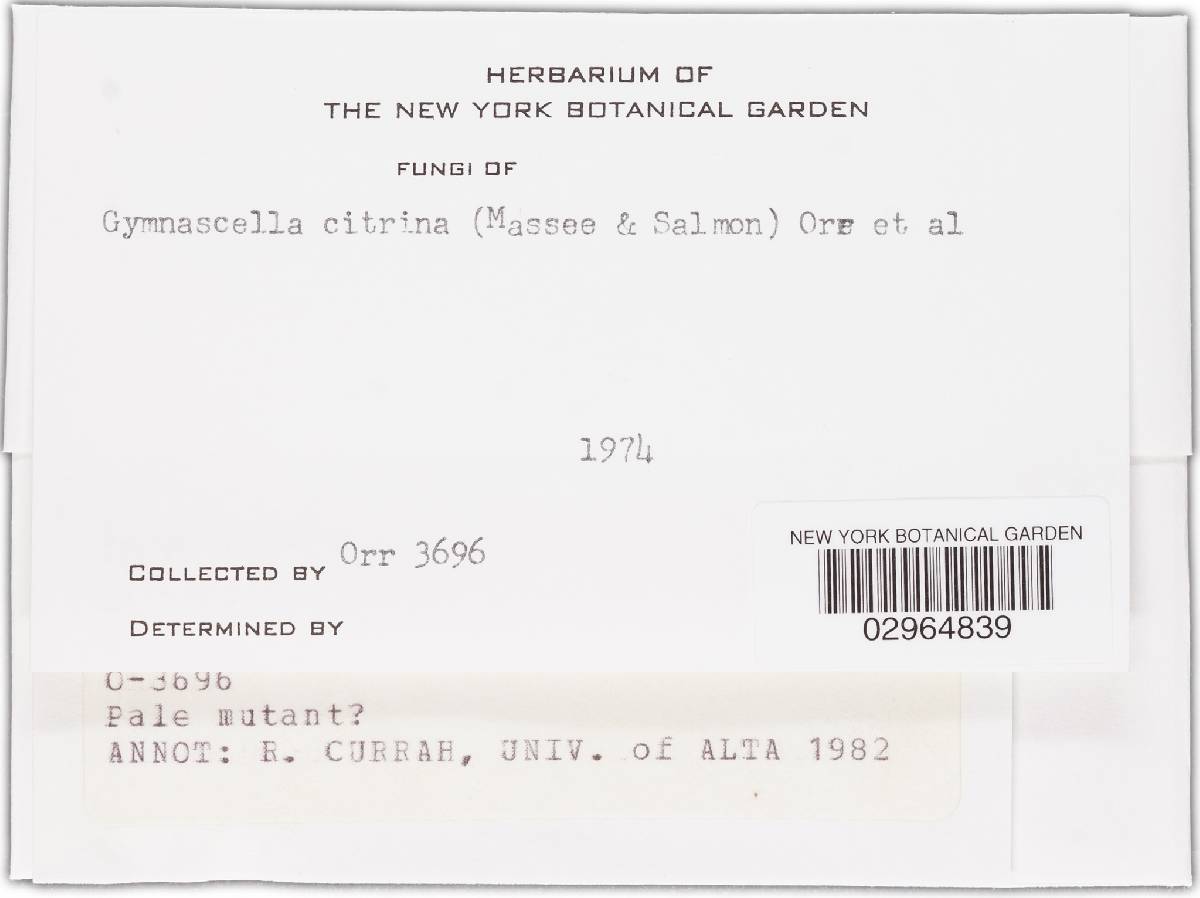 HERBARIUM OF
THE NEW YORK BOTANICAL GARDEN
FUNGI OF
Gymnascella citrina (Massee & Salmon) Orr et al
1974
COLLECTED BY Orr 3696
NEW YORK BOTANICAL GARDEN
02964839
DETERMINED BY
O-3696
Pale mutant?
ANNOT: R. CURRAH, UNIV. of ALTA 1982